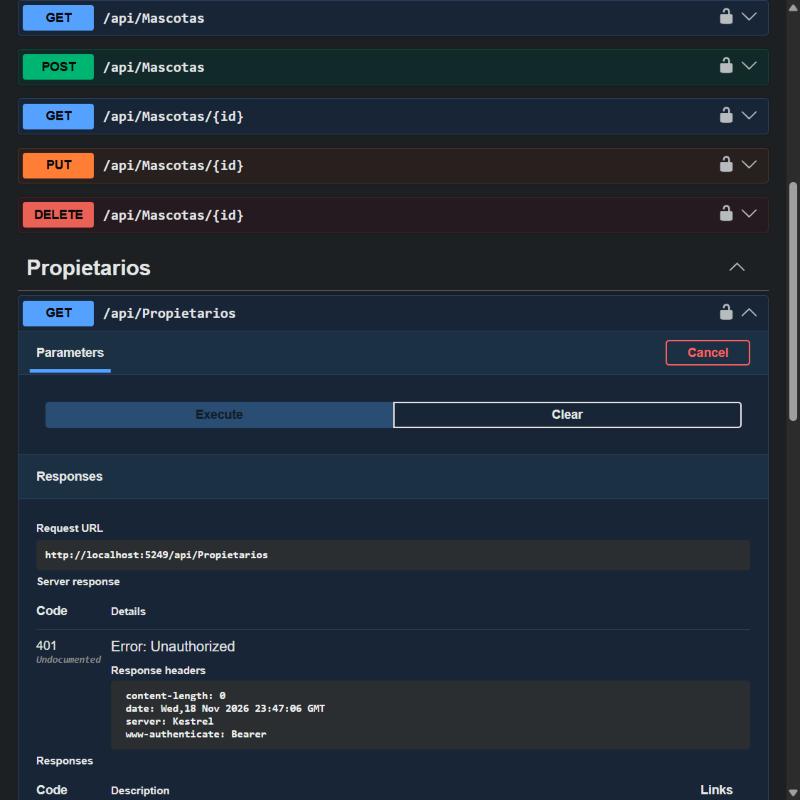 GET /api/Mascotas
POST /api/Mascotas
GET /api/Mascotas/{id}
PUT /api/Mascotas/{id}
DELETE /api/Mascotas/{id}
Propietarios
GET /api/Propietarios
Parameters Cancel
Execute Clear
Responses
Request URL
http://localhost:5249/api/Propietarios
Server response
Code Details
401 Error: Unauthorized
Undocumented
Response headers
content-length: 0
date: Wed,18 Nov 2026 23:47:06 GMT
server: Kestrel
www-authenticate: Bearer
Responses
Code Description Links